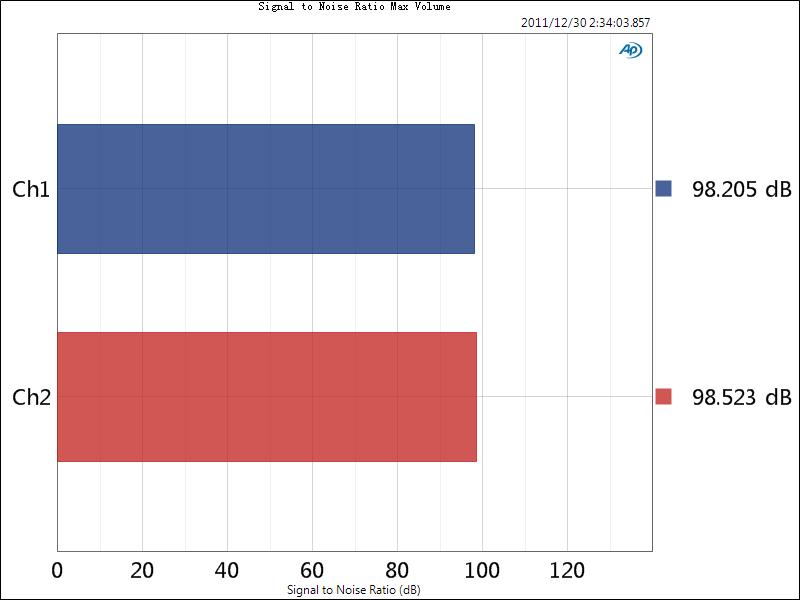 Signal to Noise Ratio Max Volume
2011/12/30 2:34:03.857
AP
Ch1
98.205 dB
Ch2
98.523 dB
0 20 40 60 80 100 120
Signal to Noise Ratio (dB)